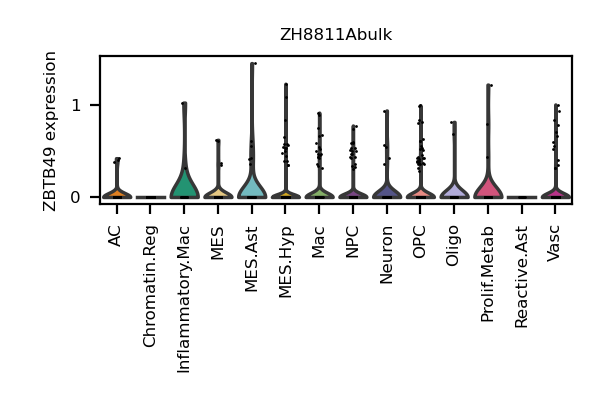 ZH8811Abulk
ZBTB49 expression
1
0
AC
Chromatin.Reg
Inflammatory.Mac
MES
MES.Ast
MES.Hyp
Mac
NPC
Neuron
OPC
Oligo
Prolif.Metab
Reactive.Ast
Vasc